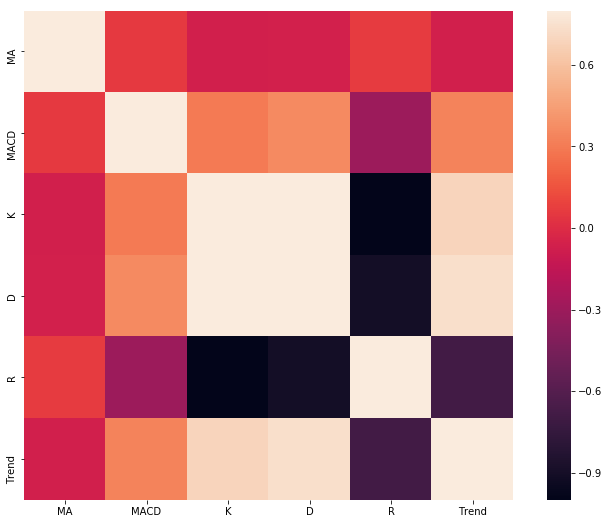 MA
MACD
K
D
R
Trend
MA MACD K D R Trend
0.6
0.3
0.0
−0.3
−0.6
−0.9